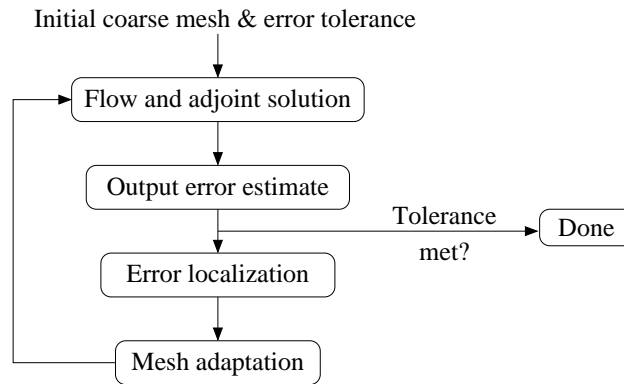 Initial coarse mesh & error tolerance
Flow and adjoint solution
Output error estimate
Tolerance
met?
Done
Error localization
Mesh adaptation